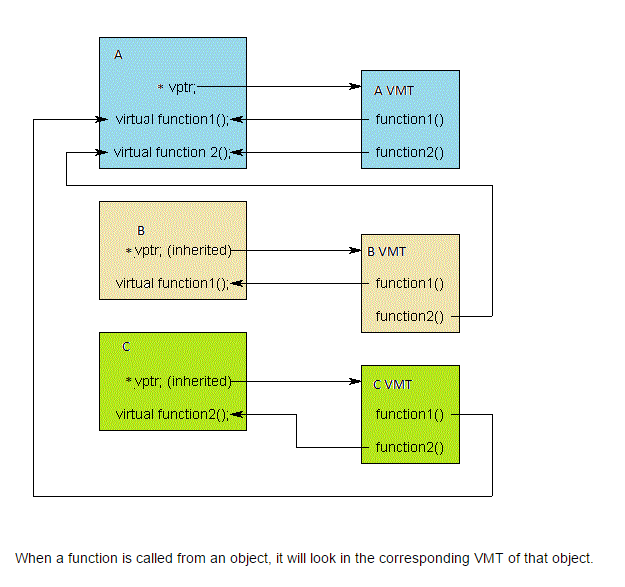 A
* vptr;
A VMT
virtual function1();
function1()
virtual function 2();
function2()
B
* vptr; (inherited)
B VMT
virtual function1();
function1()
function2()
C
* vptr; (inherited)
C VMT
virtual function2();
function1()
function2()
When a function is called from an object, it will look in the corresponding VMT of that object.